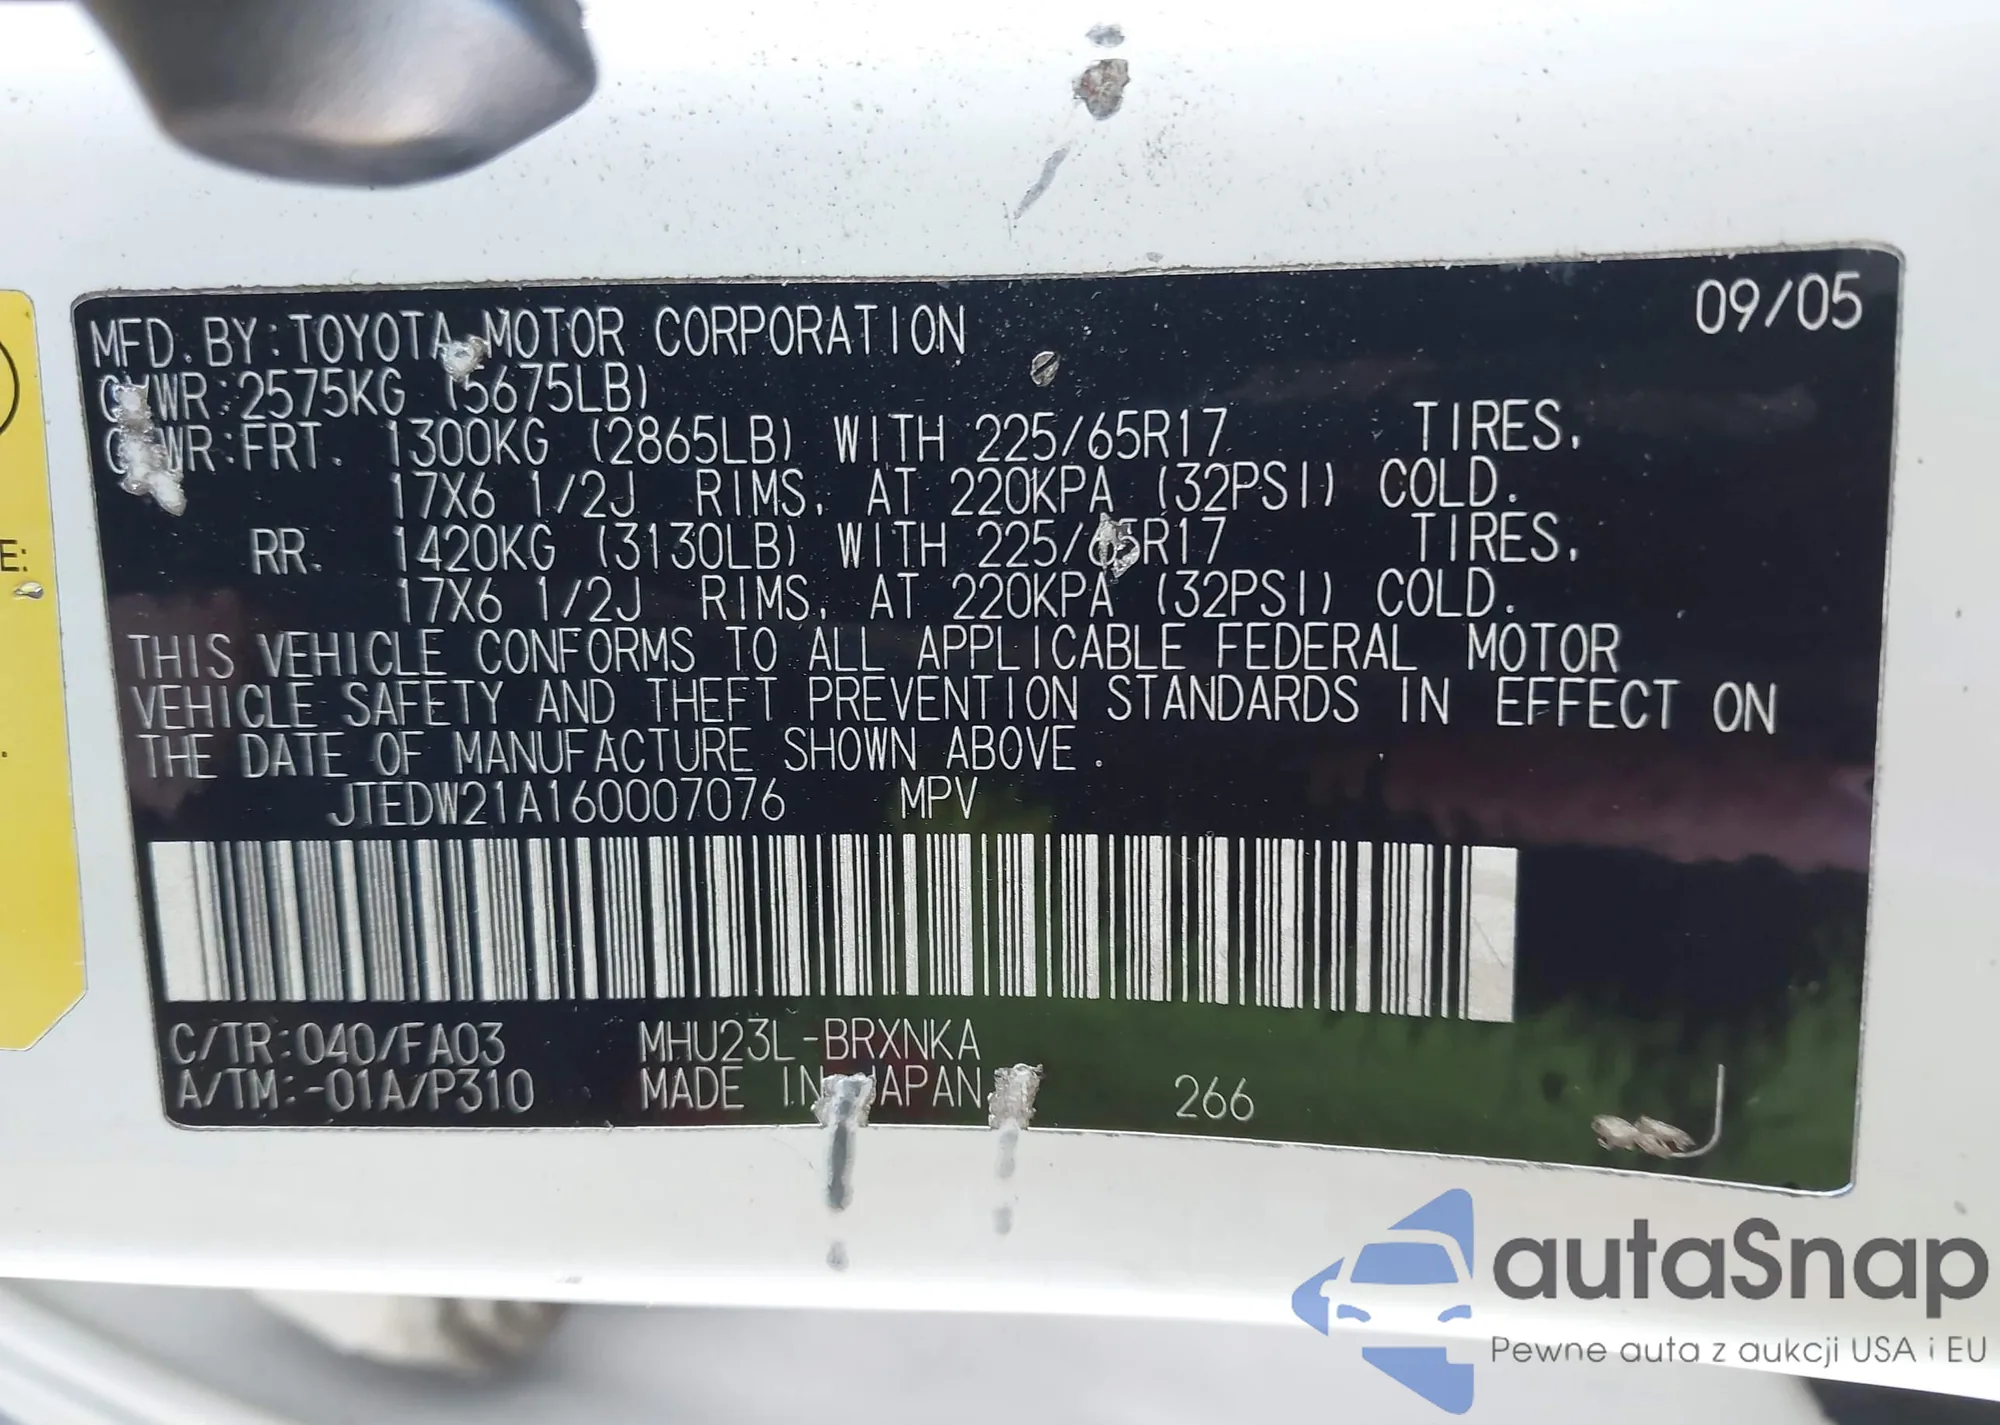 09/05
MFD. BY: TOYOTA MOTOR CORPORATION
GVWR: 2575KG (5675LB)
GAWR: FRT. 1300KG (2865LB) WITH 225/65R17 TIRES,
17X6 1/2J RIMS, AT 220KPA (32PSI) COLD.
RR. 1420KG (3130LB) WITH 225/65R17 TIRES,
17X6 1/2J RIMS, AT 220KPA (32PSI) COLD.
THIS VEHICLE CONFORMS TO ALL APPLICABLE FEDERAL MOTOR
VEHICLE SAFETY AND THEFT PREVENTION STANDARDS IN EFFECT ON
THE DATE OF MANUFACTURE SHOWN ABOVE.
JTEDW21A160007076 MPV
C/TR: 040/FA03 MHU23L-BRXNKA
A/TM: -01A/P310 MADE IN JAPAN 266
E:
autaSnap
Pewne auta z aukcji USA i EU